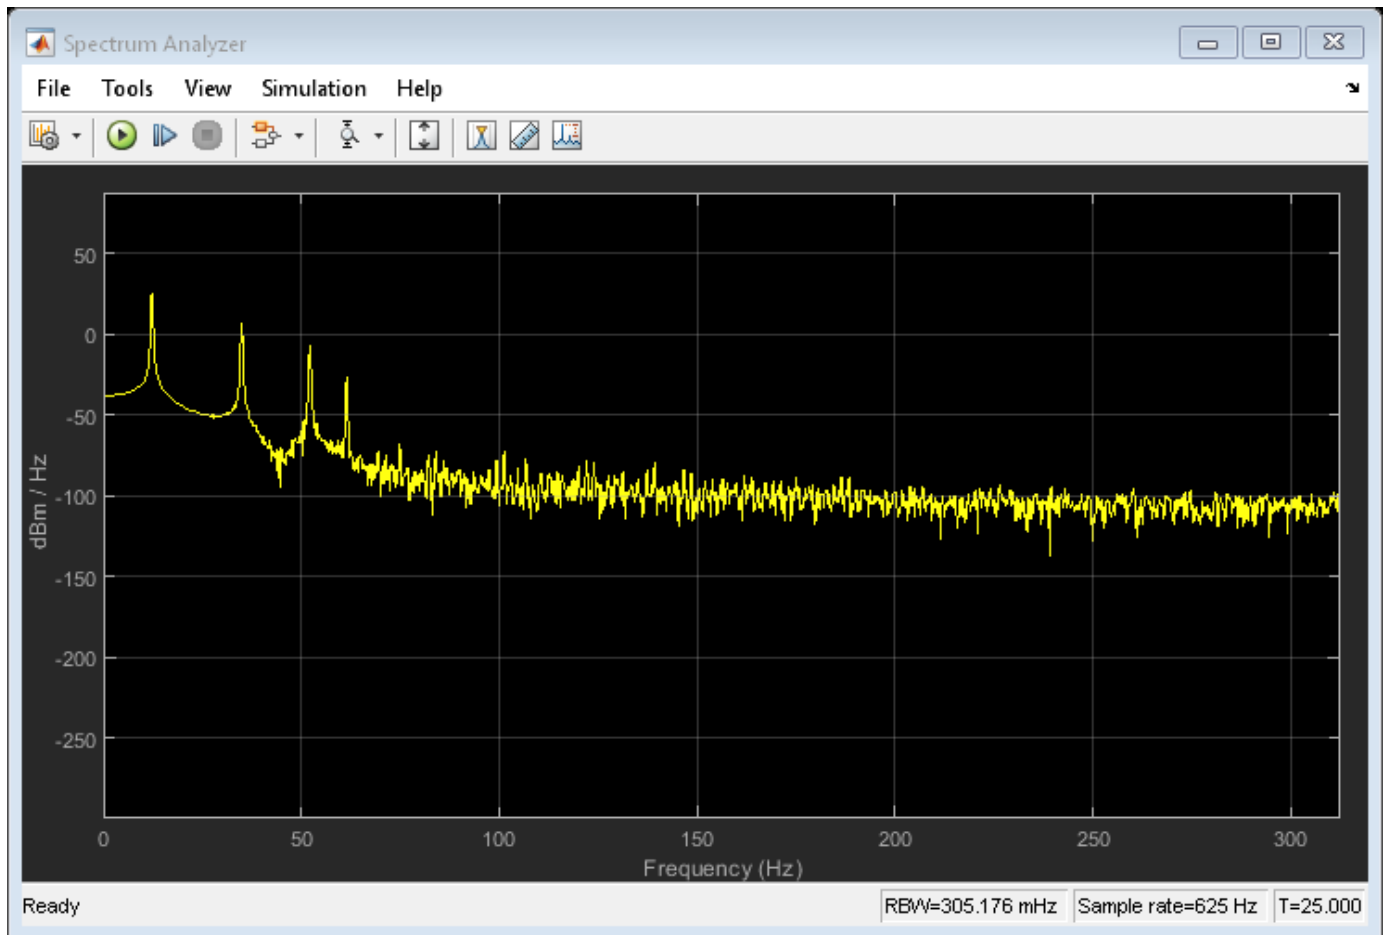 Spectrum Analyzer
File Tools View Simulation Help
50
0
-50
-100
-150
-200
-250
dBm / Hz
0 50 100 150 200 250 300
Frequency (Hz)
Ready RBW=305.176 mHz Sample rate=625 Hz T=25.000